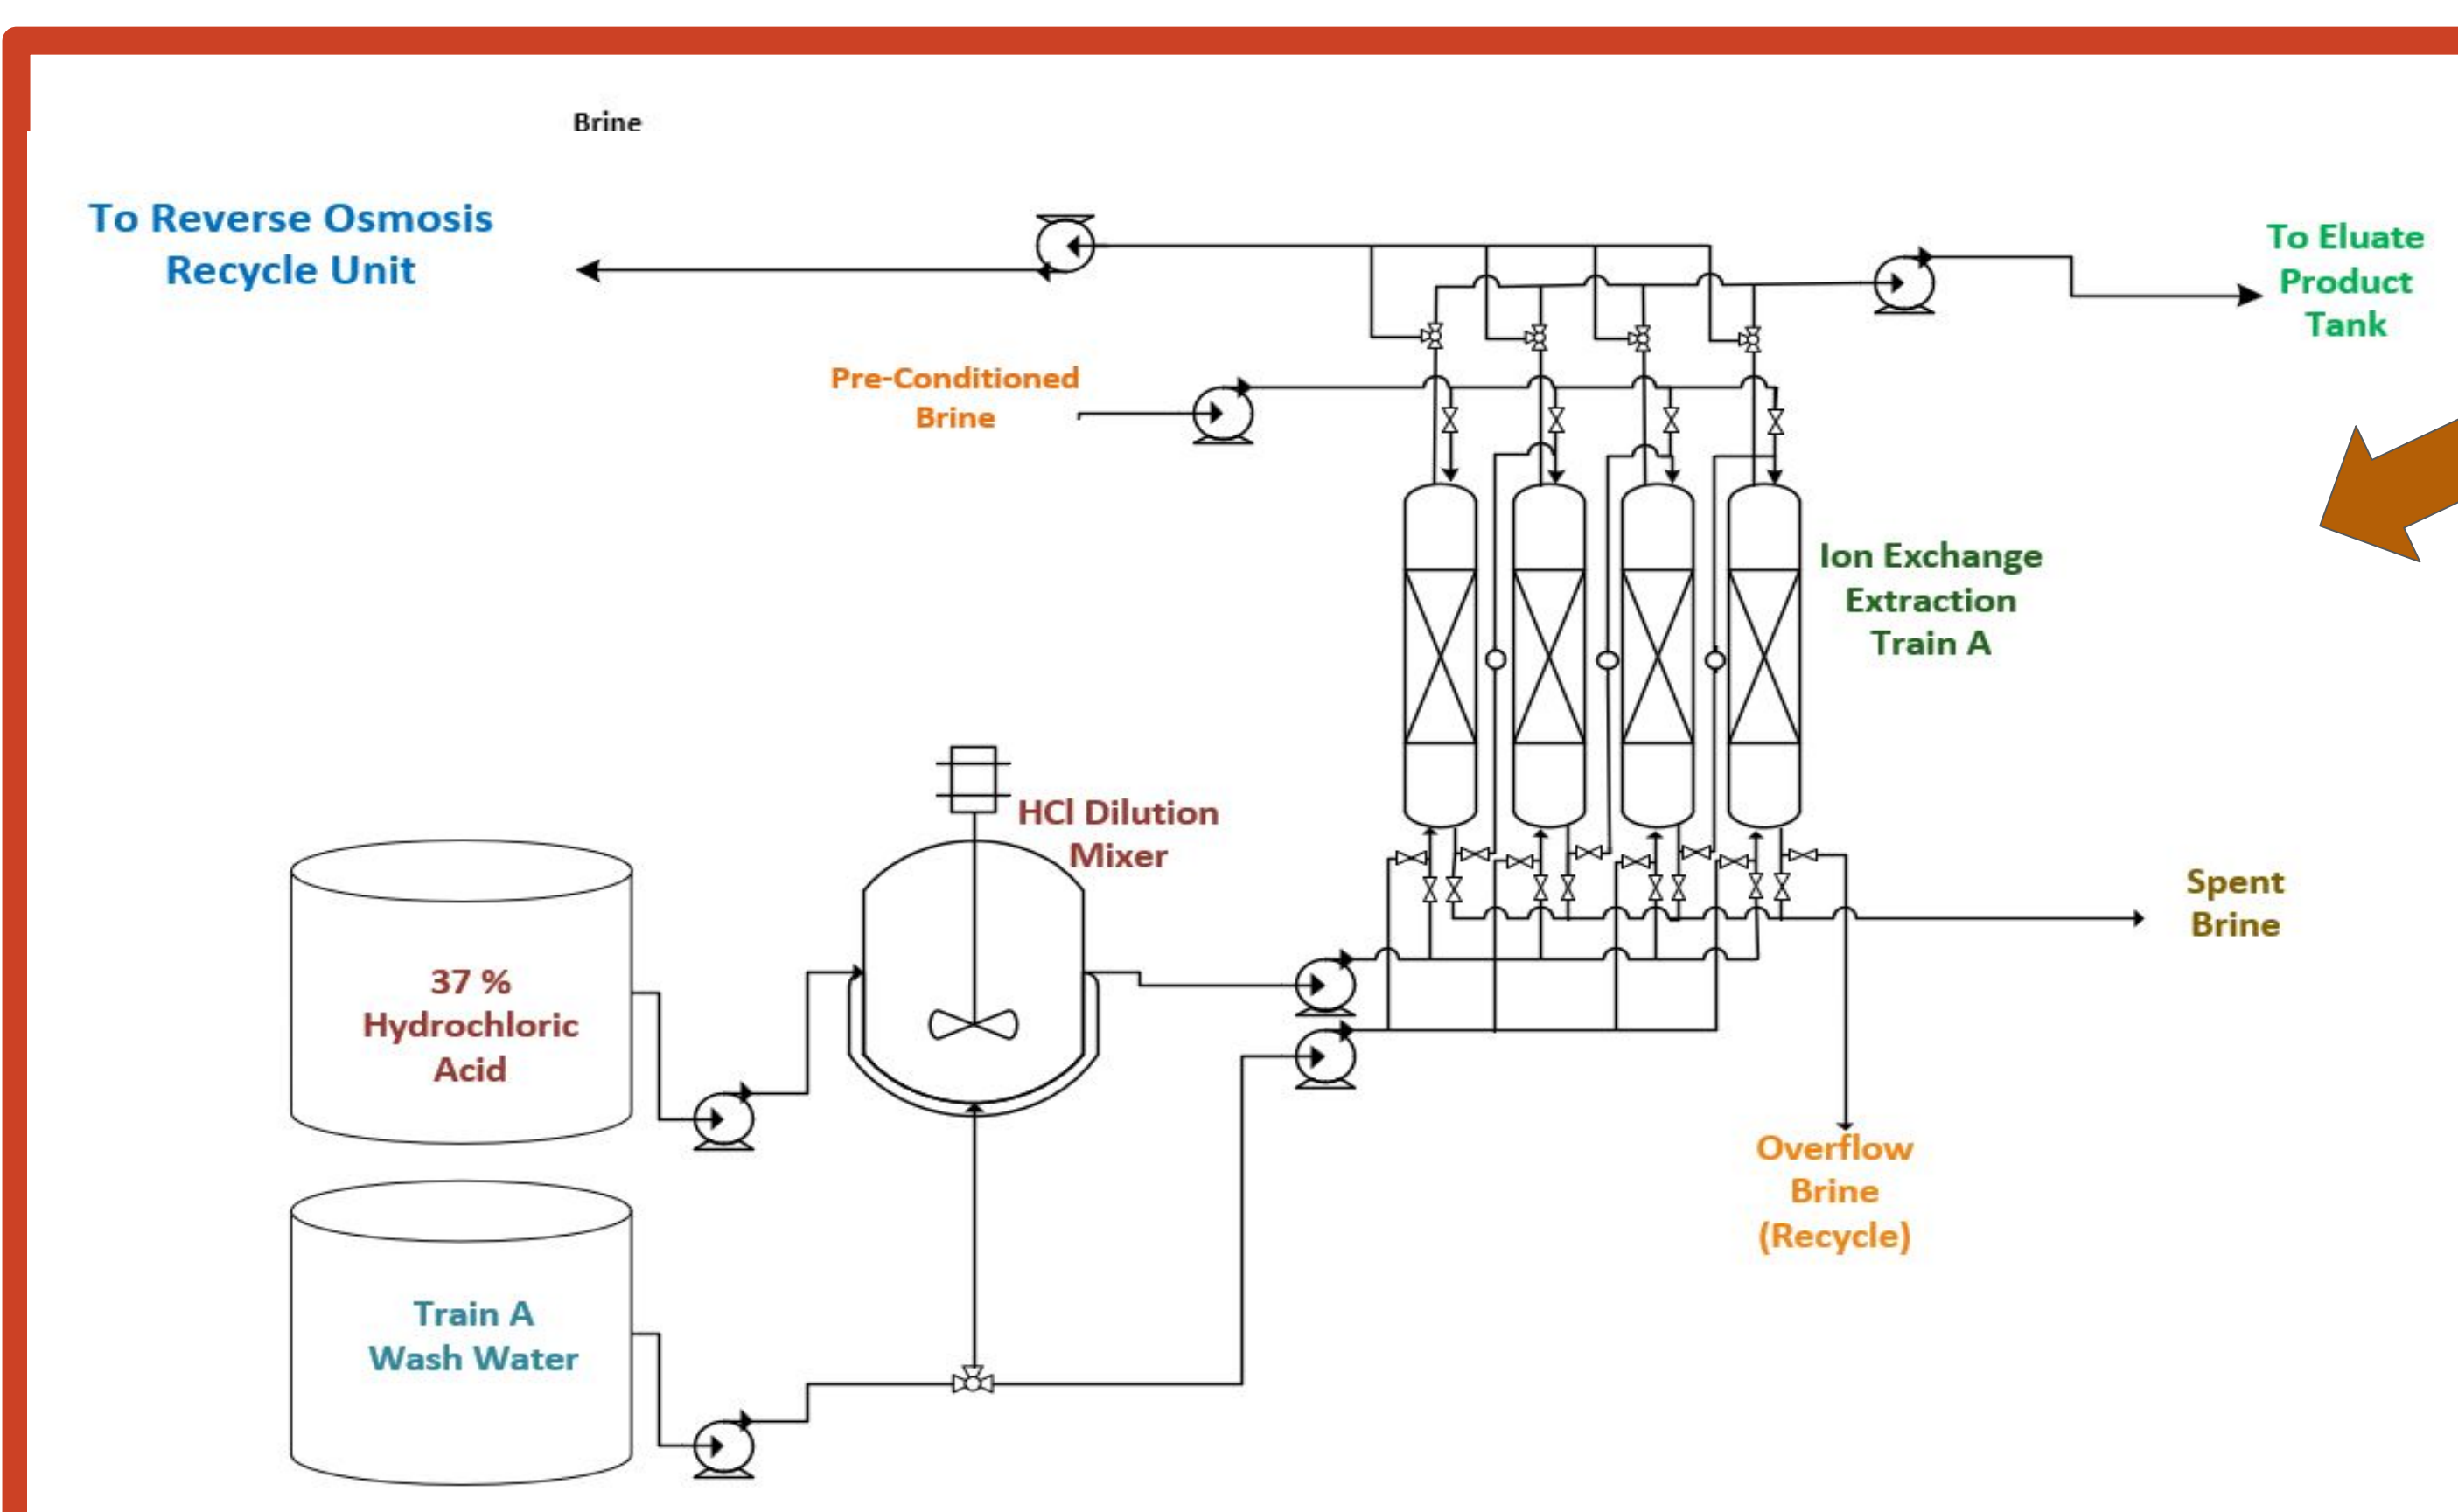 Brine
To Reverse Osmosis
Recycle Unit
To Eluate
Product
Tank
Pre-Conditioned
Brine
Ion Exchange
Extraction
Train A
HCl Dilution
Mixer
Spent
Brine
37 %
Hydrochloric
Acid
Overflow
Brine
(Recycle)
Train A
Wash Water